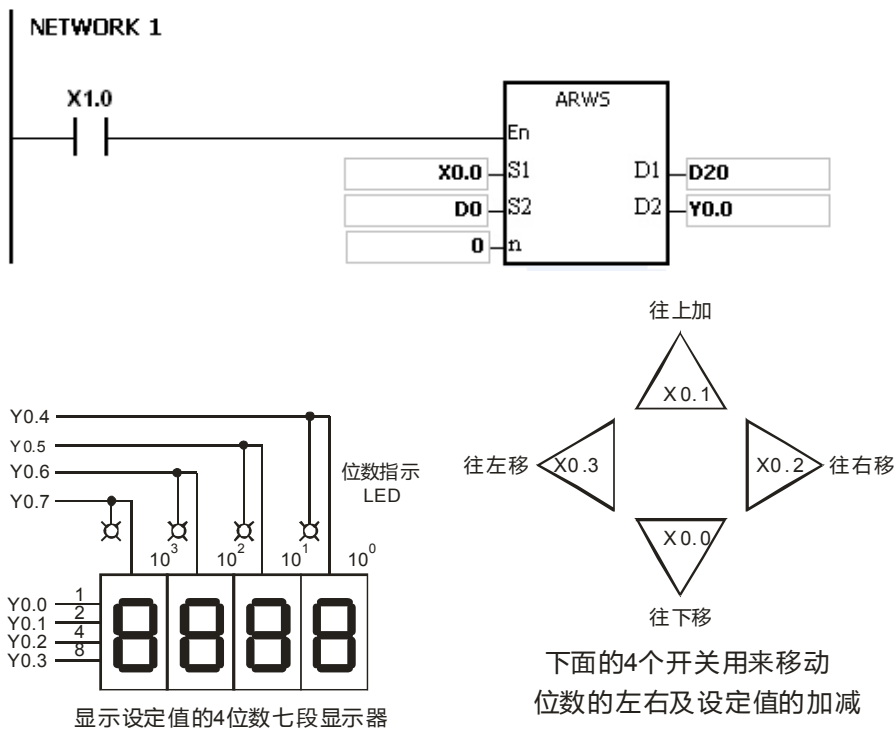 NETWORK 1
X1.0
ARWS
En
X0.0 S1 D1 D20
D0 S2 D2 Y0.0
0 n
往上加
X0.1
往左移 X0.3
X0.2 往右移
X0.0
往下移
下面的4个开关用来移动
位数的左右及设定值的加减
Y0.4
Y0.5
Y0.6
Y0.7
位数指示
LED
10³ 10² 10¹ 10⁰
Y0.0 1
Y0.1 2
Y0.2 4
Y0.3 8
8 8 8 8
显示设定值的4位数七段显示器